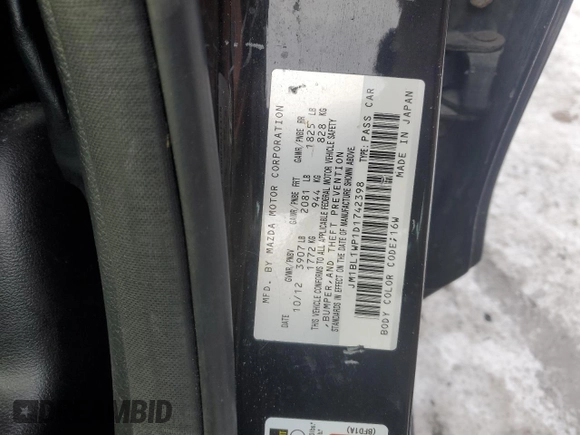 MFD. BY MAZDA MOTOR CORPORATION
DATE GVWR/PNBV GAWR/PNBE FRT GAWR/PNBE RR
10/12 3907 LB 2081 LB 1825 LB
1772 KG 944 KG 828 KG
THIS VEHICLE CONFORMS TO ALL APPLICABLE FEDERAL MOTOR VEHICLE SAFETY
,BUMPER,AND THEFT PREVENTION
STANDARDS IN EFFECT ON THE DATE OF MANUFACTURE SHOWN ABOVE.
JM1BL1WP1D1742398 TYPE: PASS CAR
BODY COLOR CODE;16W MADE IN JAPAN
(BFD1A)
DREAMBID